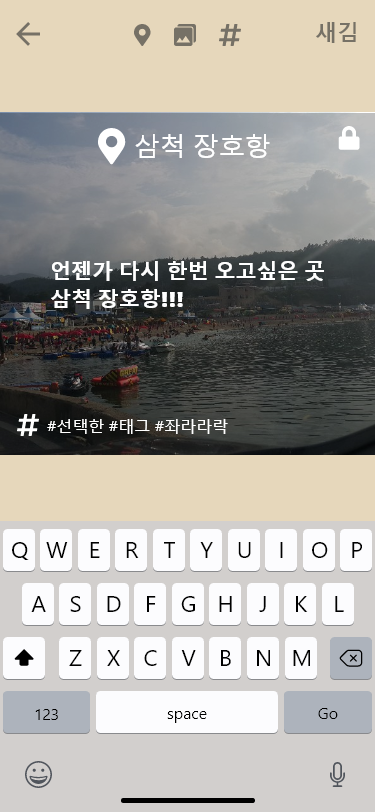 새김
삼척 장호항
언젠가 다시 한번 오고싶은 곳
삼척 장호항!!!
# #선택한 #태그 #좌라라락
Q W E R T Y U I O P
A S D F G H J K L
Z X C V B N M
123 space Go